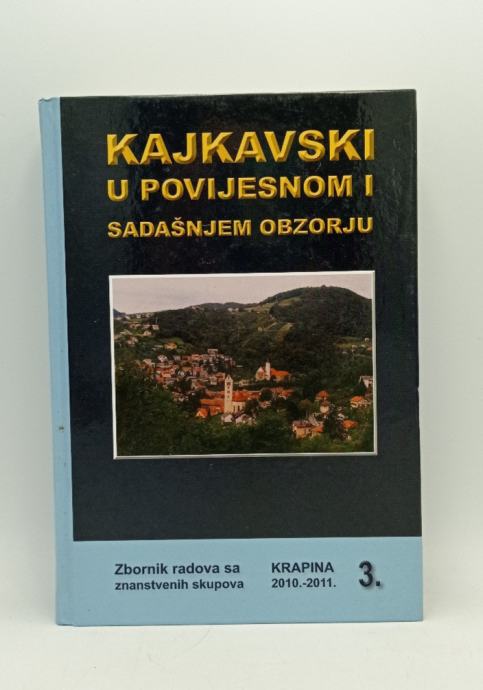 KAJKAVSKI
U POVIJESNOM I
SADAŠNJEM OBZORJU
Zbornik radova sa
znanstvenih skupova
KRAPINA
2010.-2011.
3.